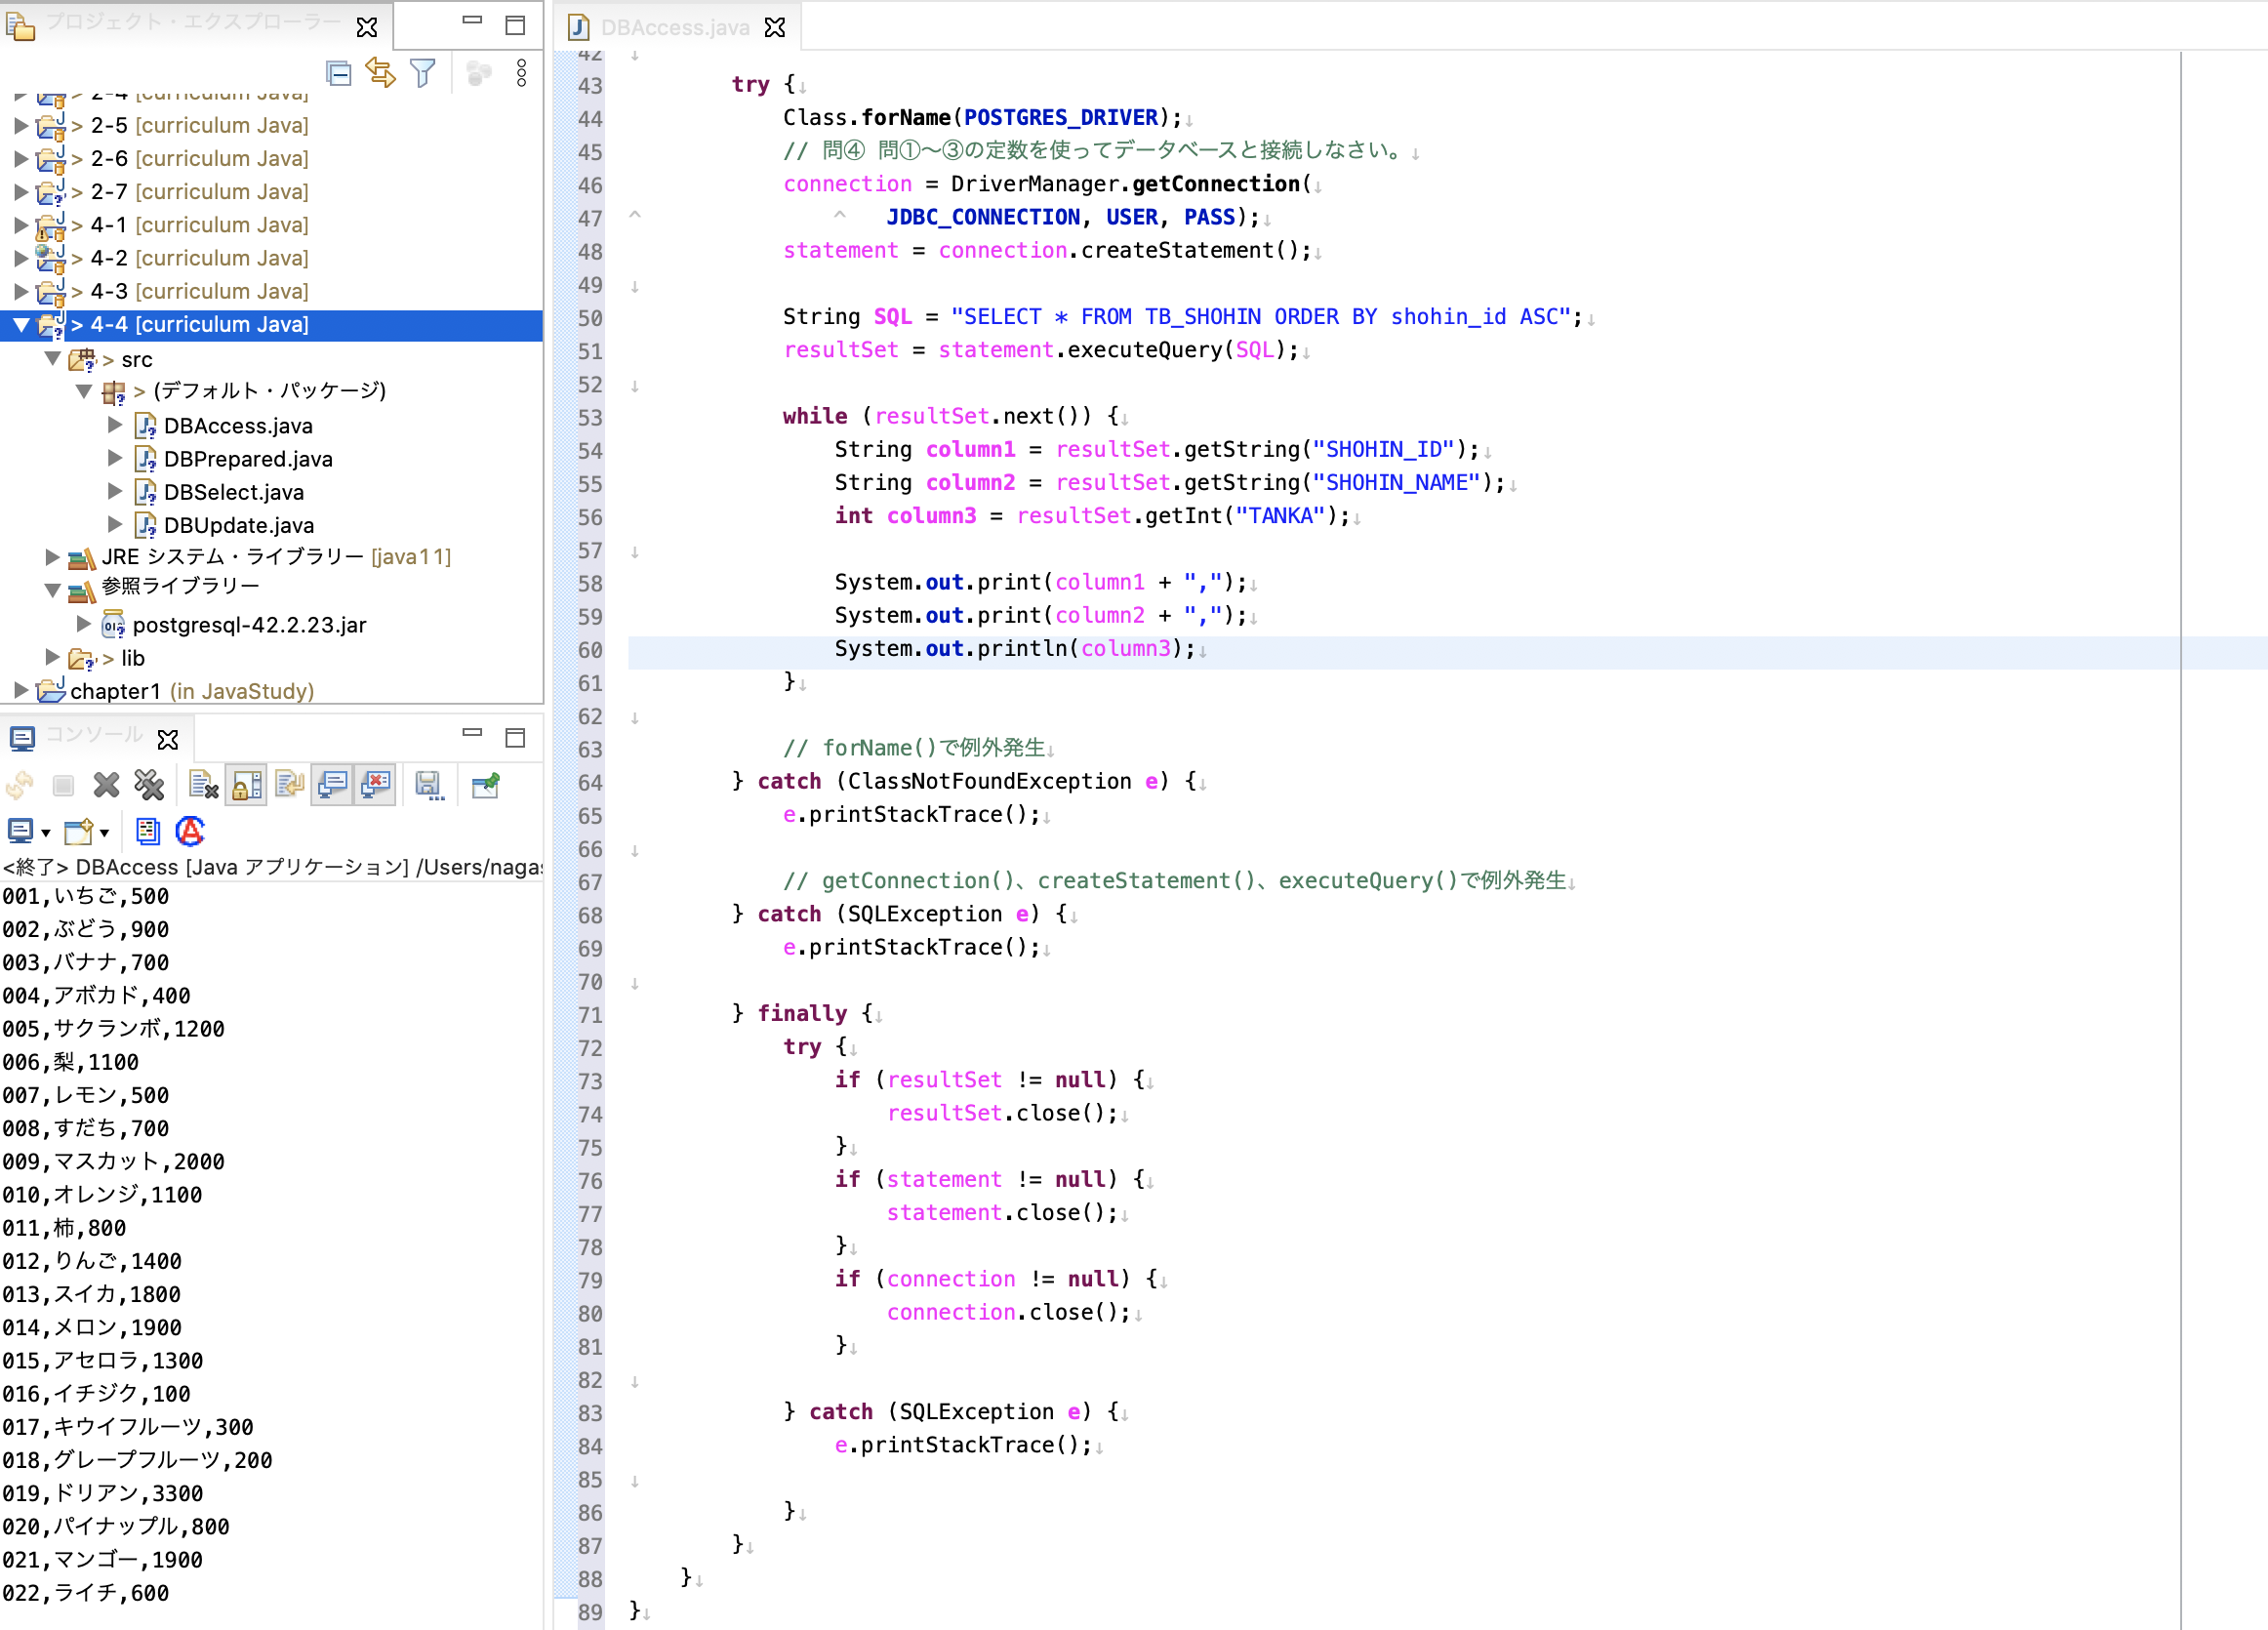 プロジェクト・エクスプローラー
> 2-4 [curriculum Java]
> 2-5 [curriculum Java]
> 2-6 [curriculum Java]
> 2-7 [curriculum Java]
> 4-1 [curriculum Java]
> 4-2 [curriculum Java]
> 4-3 [curriculum Java]
> 4-4 [curriculum Java]
> src
> (デフォルト・パッケージ)
DBAccess.java
DBPrepared.java
DBSelect.java
DBUpdate.java
JRE システム・ライブラリー [java11]
参照ライブラリー
postgresql-42.2.23.jar
> lib
chapter1 (in JavaStudy)
コンソール
<終了> DBAccess [Java アプリケーション] /Users/nagas
001,いちご,500
002,ぶどう,900
003,バナナ,700
004,アボカド,400
005,サクランボ,1200
006,梨,1100
007,レモン,500
008,すだち,700
009,マスカット,2000
010,オレンジ,1100
011,柿,800
012,りんご,1400
013,スイカ,1800
014,メロン,1900
015,アセロラ,1300
016,イチジク,100
017,キウイフルーツ,300
018,グレープフルーツ,200
019,ドリアン,3300
020,パイナップル,800
021,マンゴー,1900
022,ライチ,600
DBAccess.java
42 ↓
43 try {↓
44 Class.forName(POSTGRES_DRIVER);↓
45 // 問④ 問①〜③の定数を使ってデータベースと接続しなさい。↓
46 connection = DriverManager.getConnection(↓
47 ^ ^ JDBC_CONNECTION, USER, PASS);↓
48 statement = connection.createStatement();↓
49 ↓
50 String SQL = "SELECT * FROM TB_SHOHIN ORDER BY shohin_id ASC";↓
51 resultSet = statement.executeQuery(SQL);↓
52 ↓
53 while (resultSet.next()) {↓
54 String column1 = resultSet.getString("SHOHIN_ID");↓
55 String column2 = resultSet.getString("SHOHIN_NAME");↓
56 int column3 = resultSet.getInt("TANKA");↓
57 ↓
58 System.out.print(column1 + ",");↓
59 System.out.print(column2 + ",");↓
60 System.out.println(column3);↓
61 }↓
62 ↓
63 // forName()で例外発生↓
64 } catch (ClassNotFoundException e) {↓
65 e.printStackTrace();↓
66 ↓
67 // getConnection()、createStatement()、executeQuery()で例外発生↓
68 } catch (SQLException e) {↓
69 e.printStackTrace();↓
70 ↓
71 } finally {↓
72 try {↓
73 if (resultSet != null) {↓
74 resultSet.close();↓
75 }↓
76 if (statement != null) {↓
77 statement.close();↓
78 }↓
79 if (connection != null) {↓
80 connection.close();↓
81 }↓
82 ↓
83 } catch (SQLException e) {↓
84 e.printStackTrace();↓
85 ↓
86 }↓
87 }↓
88 }↓
89 }↓